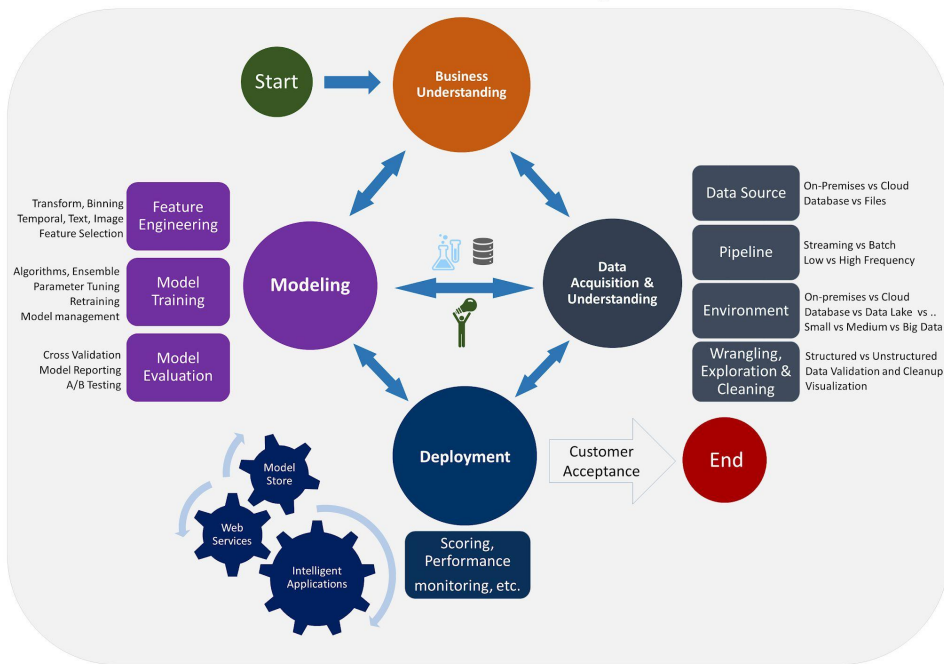 Start
Business
Understanding
Transform, Binning
Temporal, Text, Image
Feature Selection
Feature
Engineering
Algorithms, Ensemble
Parameter Tuning
Retraining
Model management
Model
Training
Cross Validation
Model Reporting
A/B Testing
Model
Evaluation
Modeling
Data
Acquisition &
Understanding
Data Source
On-Premises vs Cloud
Database vs Files
Pipeline
Streaming vs Batch
Low vs High Frequency
Environment
On-premises vs Cloud
Database vs Data Lake vs ..
Small vs Medium vs Big Data
Wrangling,
Exploration &
Cleaning
Structured vs Unstructured
Data Validation and Cleanup
Visualization
Deployment
Customer
Acceptance
End
Model
Store
Web
Services
Intelligent
Applications
Scoring,
Performance
monitoring, etc.